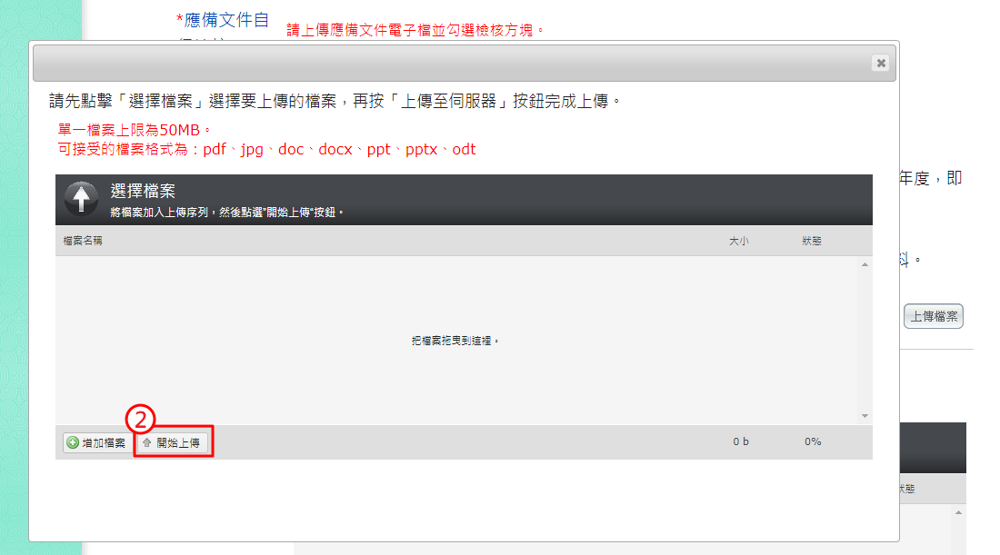 *應備文件自
請上傳應備文件電子檔並勾選檢核方塊。
請先點擊「選擇檔案」選擇要上傳的檔案，再按「上傳至伺服器」按鈕完成上傳。
單一檔案上限為50MB。
可接受的檔案格式為：pdf、jpg、doc、docx、ppt、pptx、odt
年度，即
選擇檔案
將檔案加入上傳序列，然後點選"開始上傳"按鈕。
檔案名稱 大小 狀態
料。
上傳檔案
把檔案拖曳到這裡。
2
增加檔案 開始上傳 0 b 0%
狀態